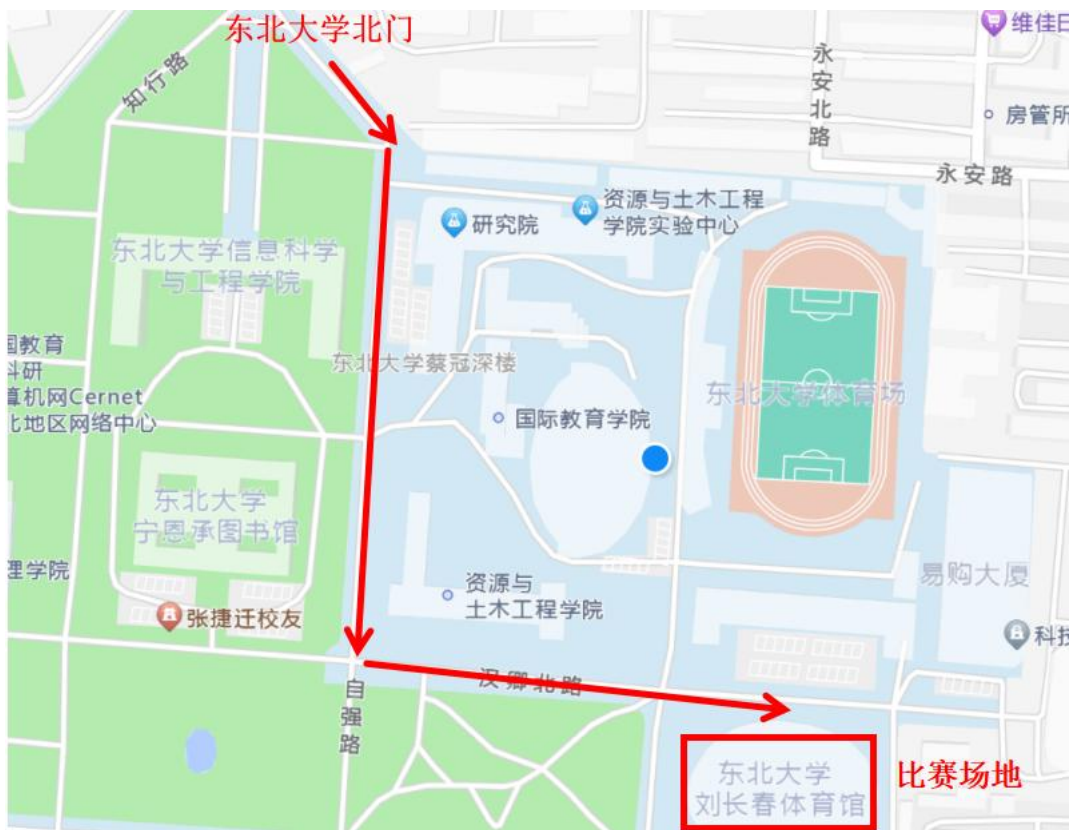 东北大学北门
维佳日
知行路
永安北路
房管所
永安路
资源与土木工程
学院实验中心
研究院
东北大学信息科学
与工程学院
国教育
科研
算机网Cernet
北地区网络中心
东北大学蔡冠深楼
东北大学体育场
国际教育学院
东北大学
宁恩承图书馆
理学院
资源与
土木工程学院
易购大厦
张捷迁校友
科技
汉卿北路
自强路
东北大学
刘长春体育馆
比赛场地